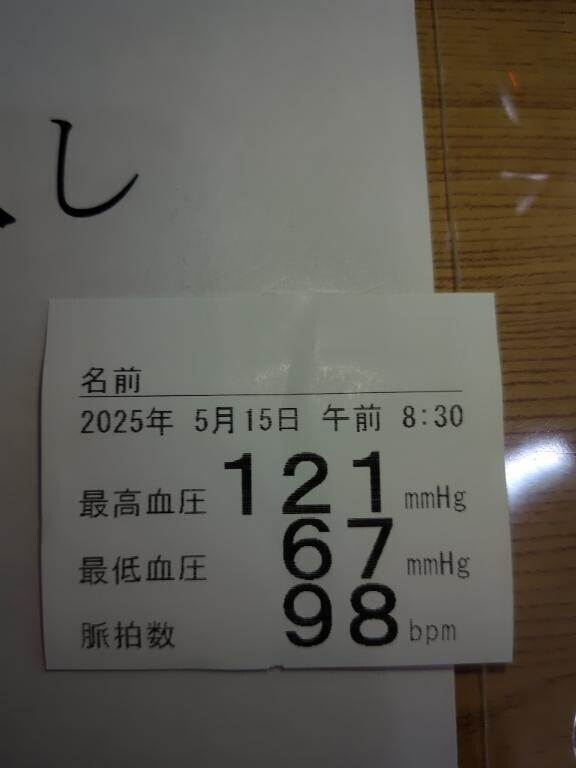 し
名前
2025年 5月15日 午前 8:30
最高血圧 121 mmHg
最低血圧 67 mmHg
脈拍数 98 bpm